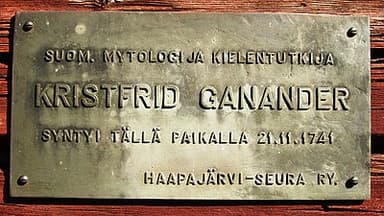 SUOM. MYTOLOGI JA KIELENTUTKIJA
KRISTFRID GANANDER
SYNTYI TÄLLÄ PAIKALLA 21.11.1741
HAAPAJÄRVI-SEURA RY.